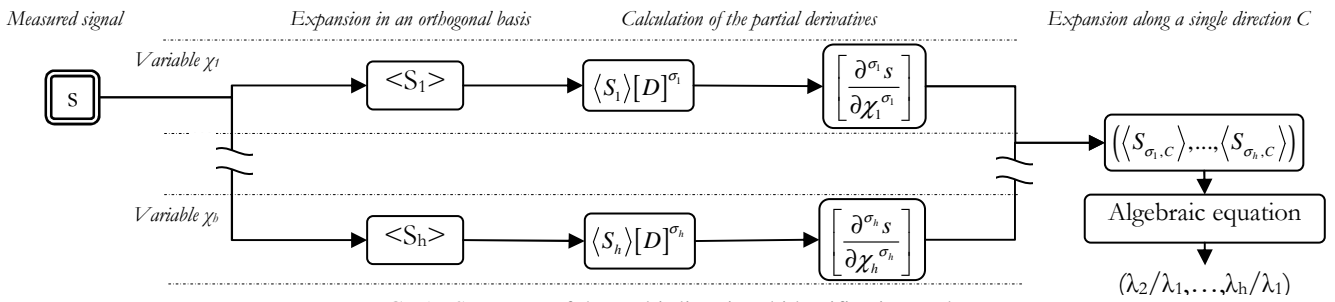 Measured signal
Expansion in an orthogonal basis
Calculation of the partial derivatives
Expansion along a single direction C
Variable χ1
s
<S1>
⟨S1⟩[D]^σ1
[∂^σ1 s / ∂χ1^σ1]
(⟨Sσ1,C⟩,...,⟨Sσh,C⟩)
Algebraic equation
(λ2/λ1,…,λh/λ1)
Variable χh
<Sh>
⟨Sh⟩[D]^σh
[∂^σh s / ∂χh^σh]